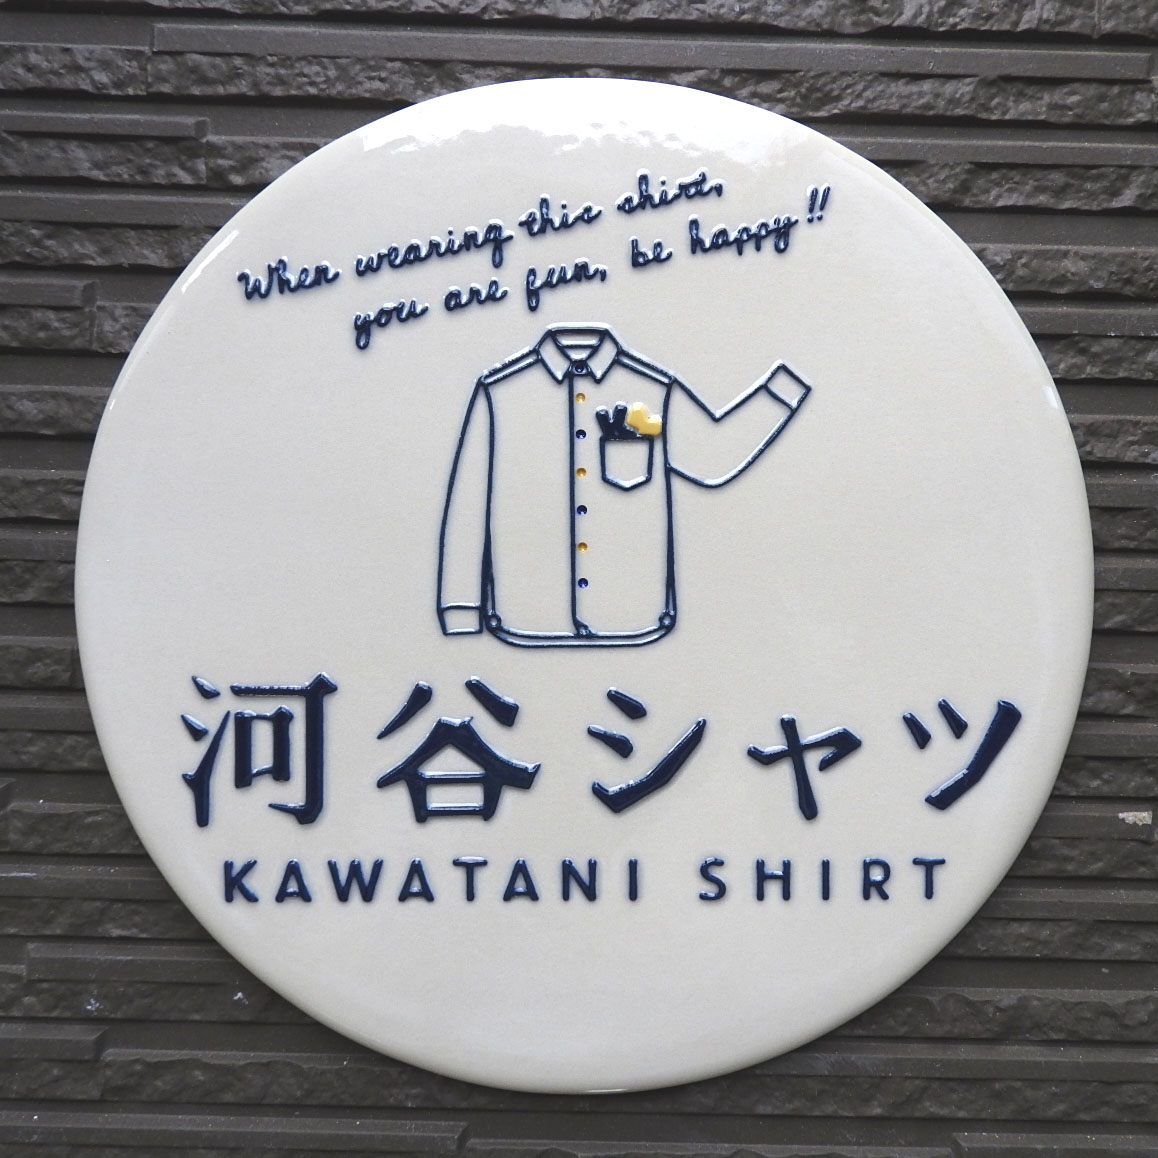 When wearing this shirt,
you are fun, be happy!!
河谷シャツ
KAWATANI SHIRT